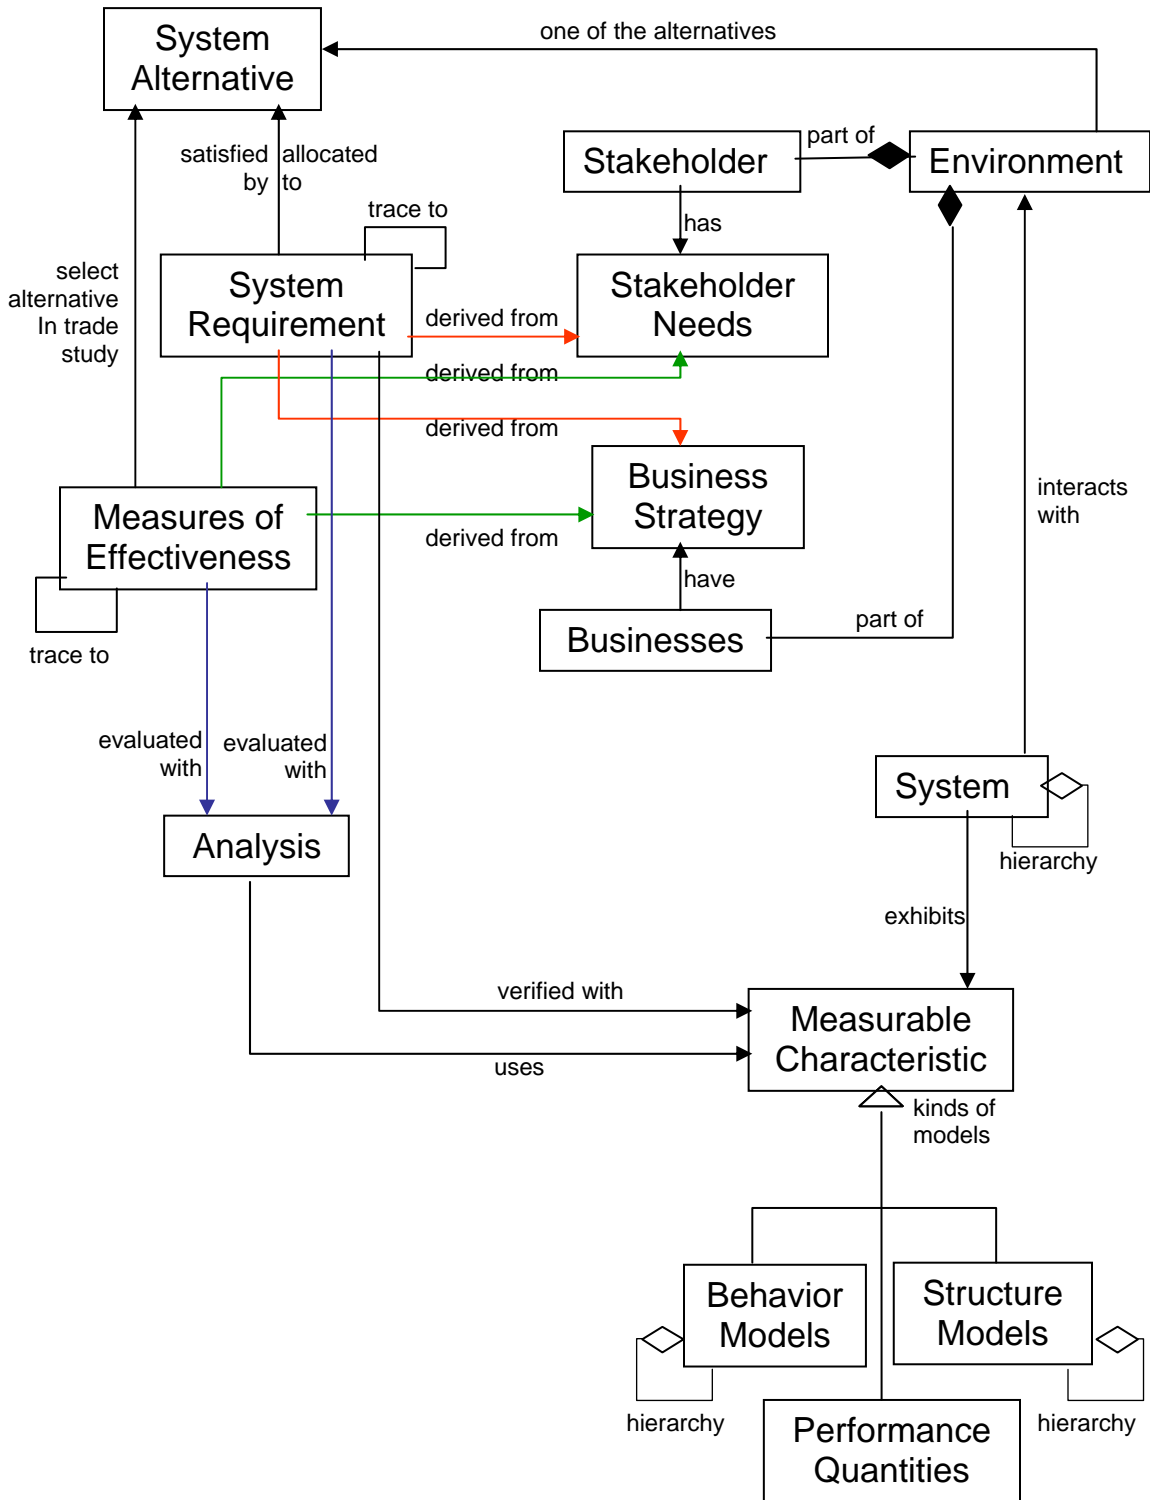 System
Alternative
one of the alternatives
satisfied
by
allocated
to
Stakeholder
part of
Environment
trace to
has
select
alternative
In trade
study
System
Requirement
derived from
Stakeholder
Needs
derived from
derived from
Business
Strategy
interacts
with
Measures of
Effectiveness
derived from
have
trace to
Businesses
part of
evaluated
with
evaluated
with
System
hierarchy
Analysis
exhibits
verified with
Measurable
Characteristic
uses
kinds of
models
Behavior
Models
Structure
Models
hierarchy
hierarchy
Performance
Quantities